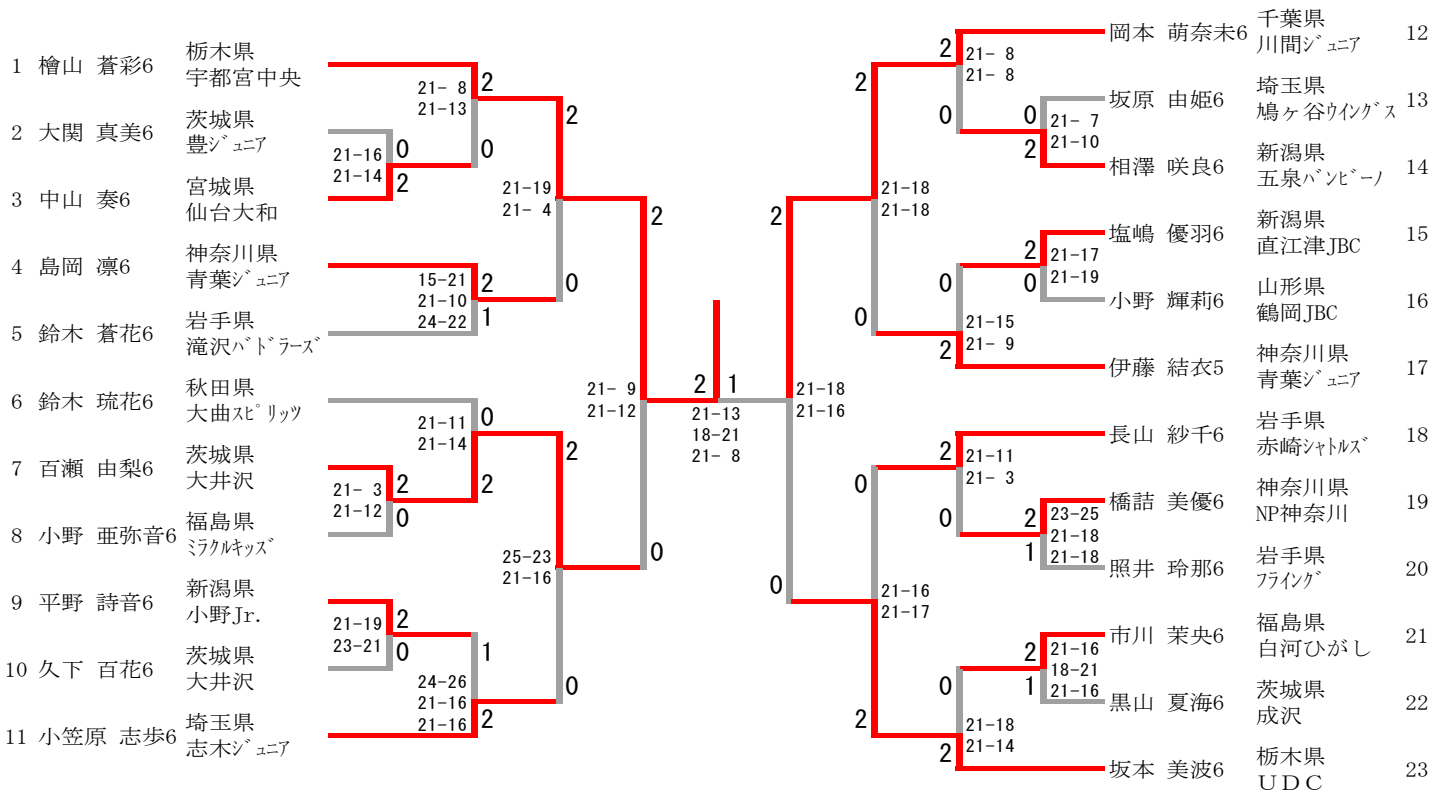 1 檜山 蒼彩6 栃木県
宇都宮中央
2 大関 真美6 茨城県
豊ジュニア
3 中山 奏6 宮城県
仙台大和
4 島岡 凛6 神奈川県
青葉ジュニア
5 鈴木 蒼花6 岩手県
滝沢バドラーズ
6 鈴木 琉花6 秋田県
大曲スピリッツ
7 百瀬 由梨6 茨城県
大井沢
8 小野 亜弥音6 福島県
ミラクルキッズ
9 平野 詩音6 新潟県
小野Jr.
10 久下 百花6 茨城県
大井沢
11 小笠原 志歩6 埼玉県
志木ジュニア
21- 8
21-13
2
0
21-16
21-14
0
2
15-21
21-10
24-22
2
1
21-11
21-14
0
2
21- 3
21-12
2
0
21-19
23-21
2
0
24-26
21-16
21-16
1
2
21-19
21- 4
2
0
25-23
21-16
2
0
21- 9
21-12
2
0
2 1
21-13
18-21
21- 8
21-18
21-16
2
0
21-18
21-18
2
0
21-16
21-17
0
2
2
21- 8
21- 8
0
0
21- 7
21-10
2
2
21-17
21-19
0
0
21-15
21- 9
2
2
21-11
21- 3
0
2
23-25
21-18
21-18
1
2
21-16
18-21
21-16
1
0
21-18
21-14
2
岡本 萌奈未6 千葉県 12
川間ジュニア
坂原 由姫6 埼玉県 13
鳩ヶ谷ウイングス
相澤 咲良6 新潟県 14
五泉バンビーノ
塩嶋 優羽6 新潟県 15
直江津JBC
小野 輝莉6 山形県 16
鶴岡JBC
伊藤 結衣5 神奈川県 17
青葉ジュニア
長山 紗千6 岩手県 18
赤崎シャトルズ
橋詰 美優6 神奈川県 19
NP神奈川
照井 玲那6 岩手県 20
フライング
市川 茉央6 福島県 21
白河ひがし
黒山 夏海6 茨城県 22
成沢
坂本 美波6 栃木県 23
ＵＤＣ